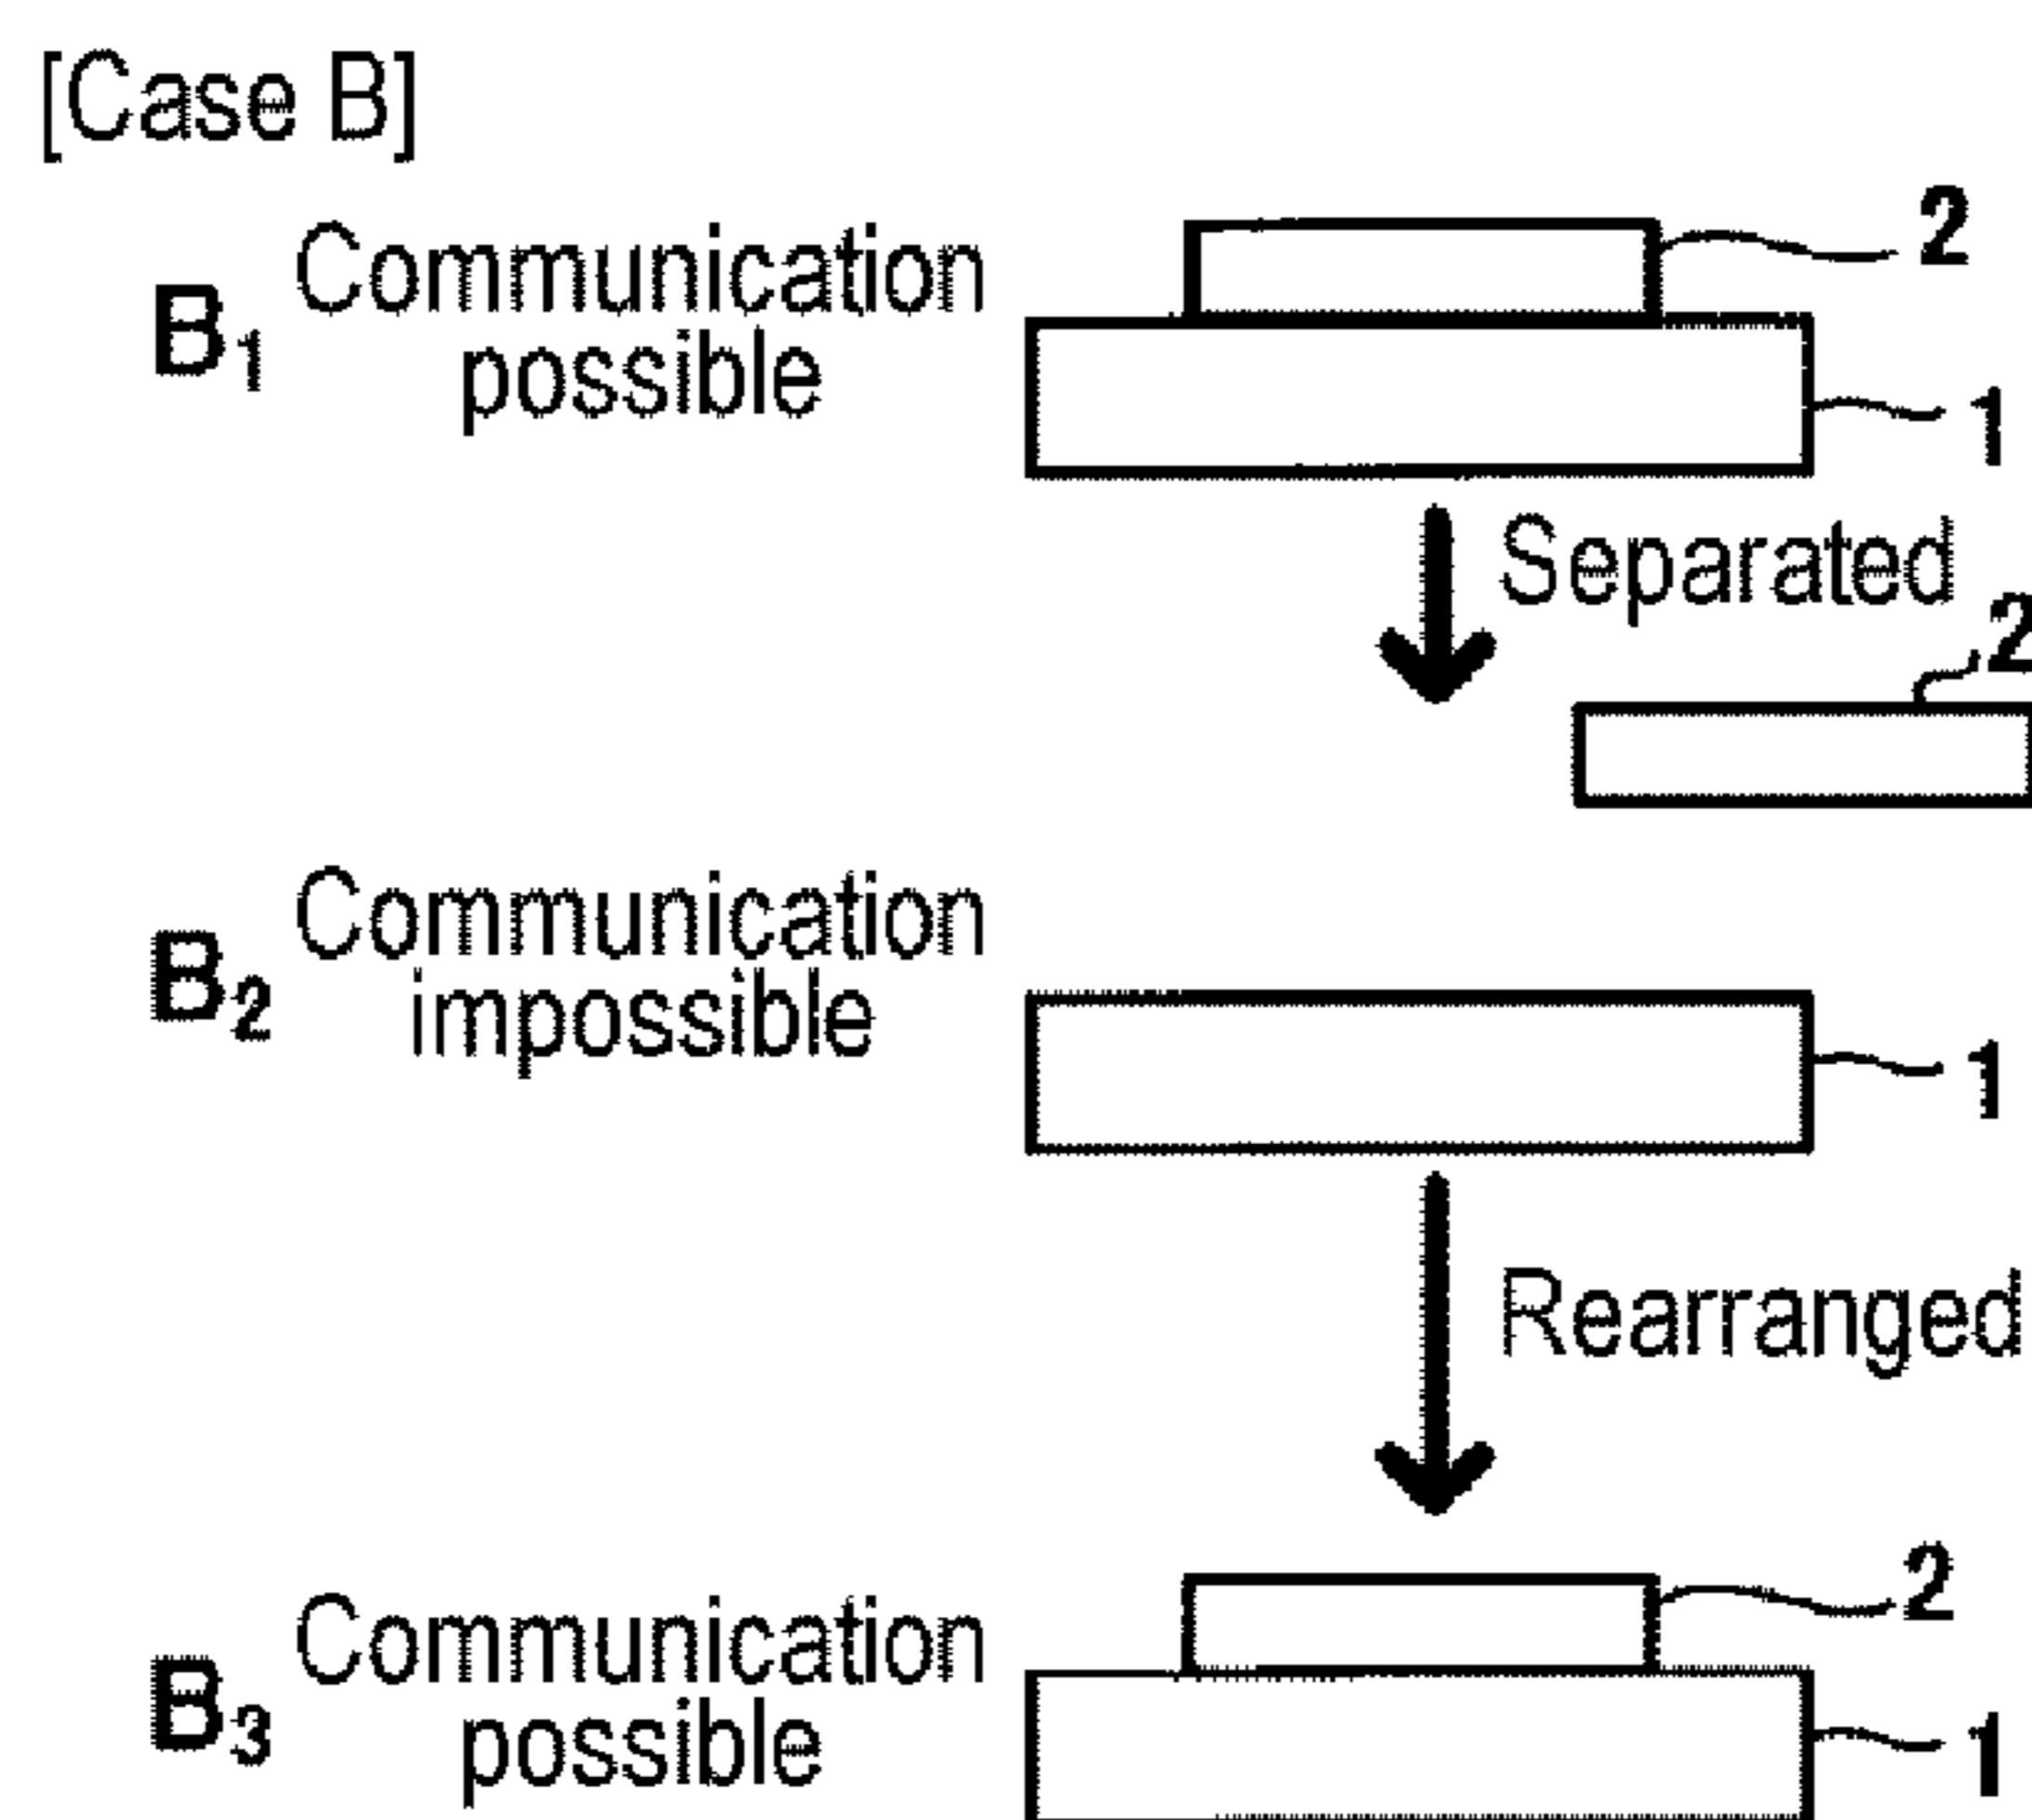 [Case B]
Communication
possible
B1
2
1
Separated
2
Communication
impossible
B2
1
Rearranged
Communication
possible
B3
2
1